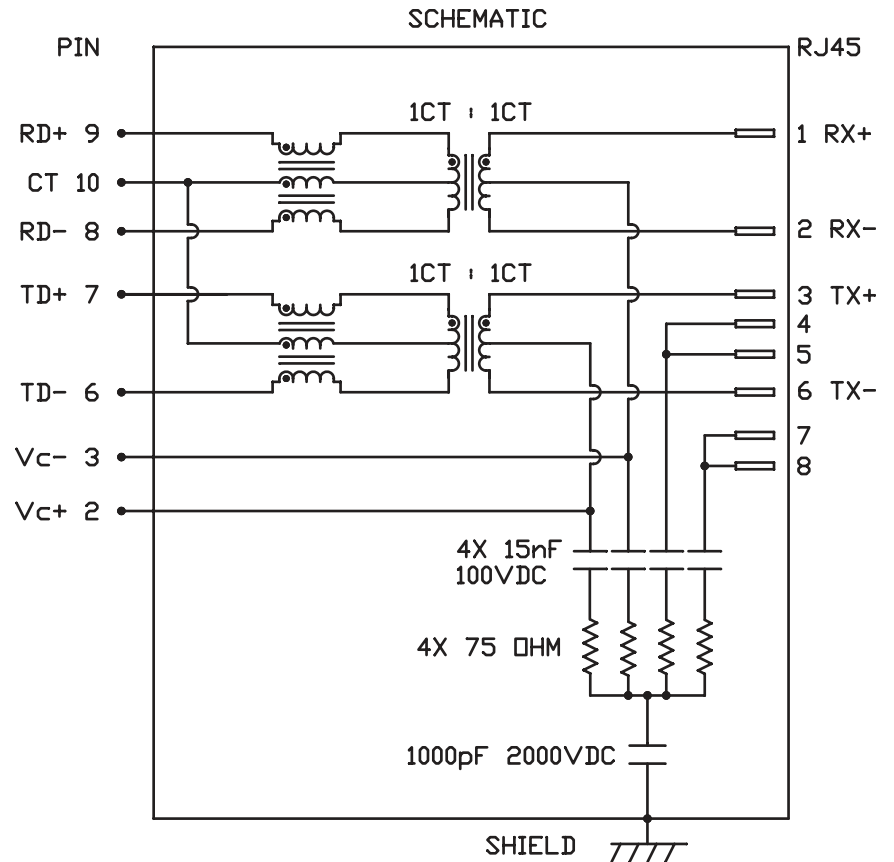 SCHEMATIC
PIN
RJ45
1CT : 1CT
RD+ 9
1 RX+
CT 10
RD- 8
2 RX-
1CT : 1CT
TD+ 7
3 TX+
4
5
TD- 6
6 TX-
7
Vc- 3
8
Vc+ 2
4X 15nF
100VDC
4X 75 OHM
1000pF 2000VDC
SHIELD